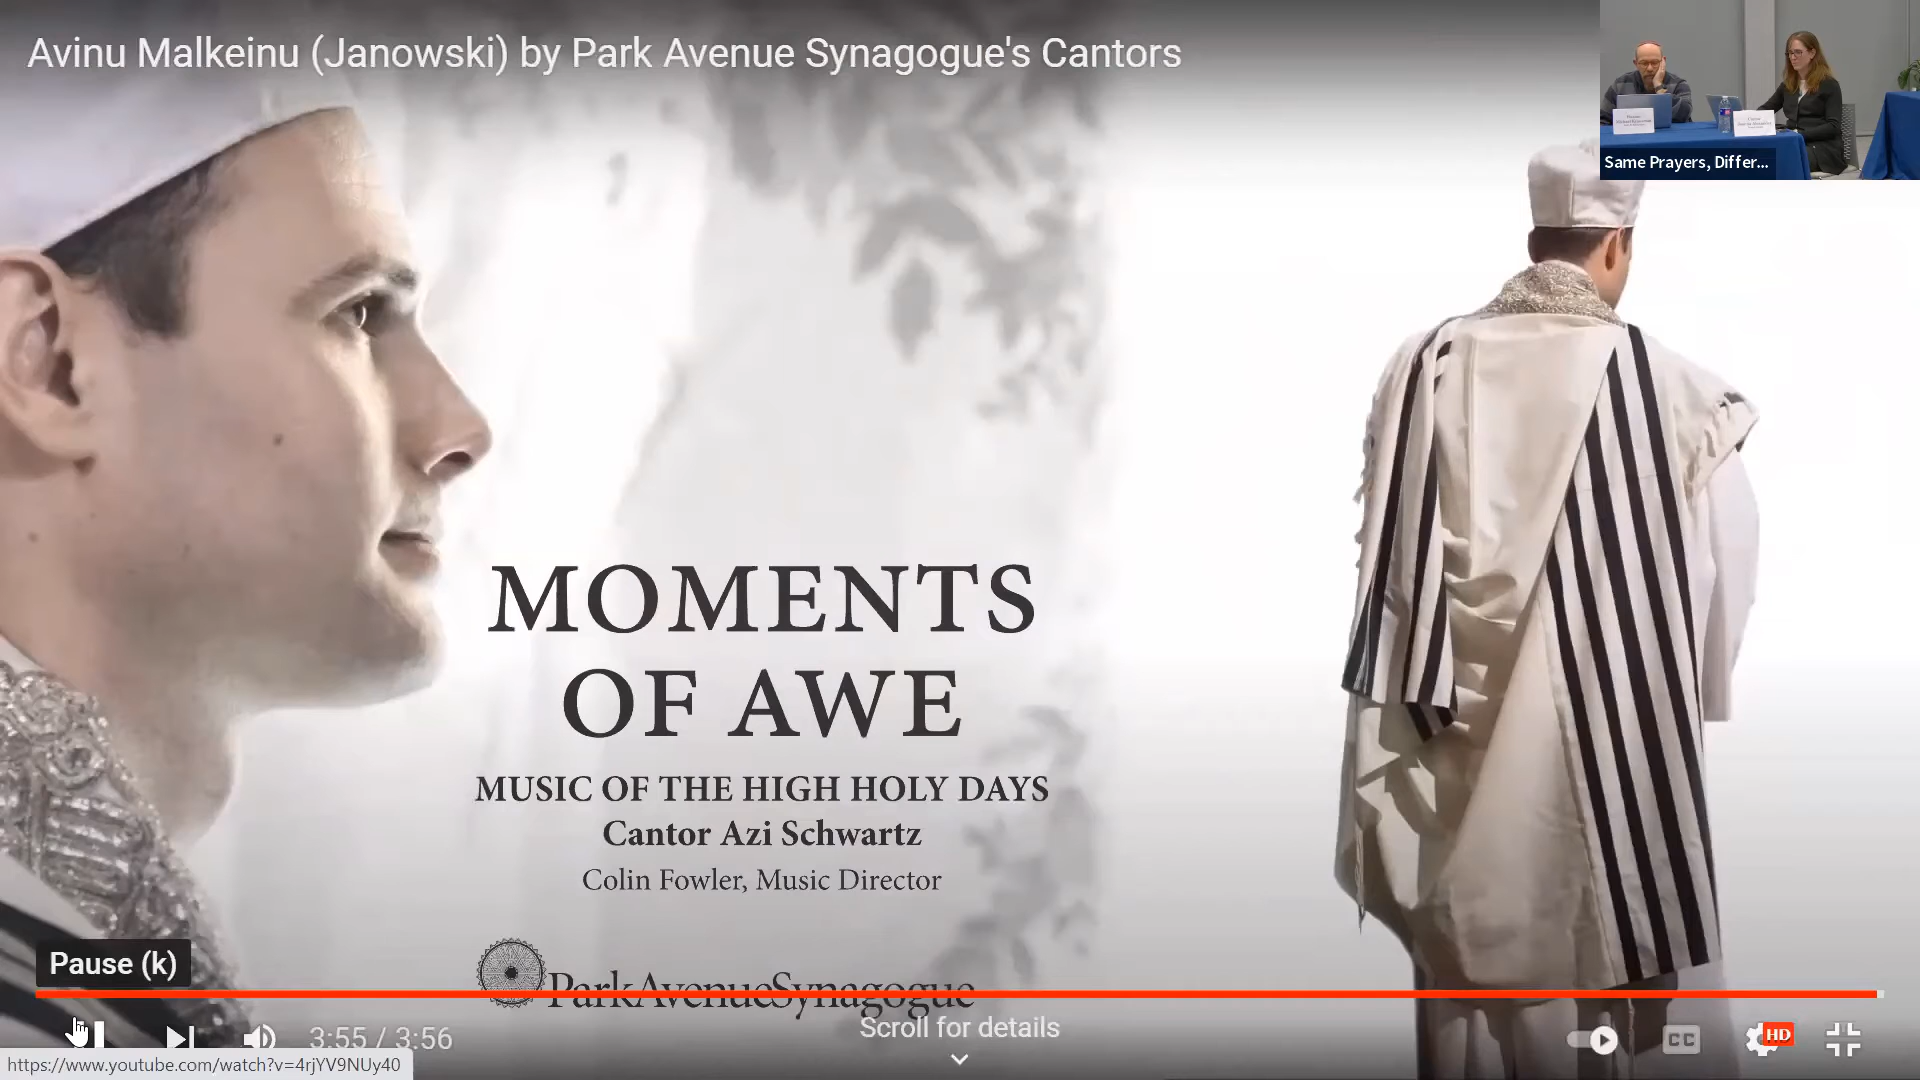 Avinu Malkeinu (Janowski) by Park Avenue Synagogue's Cantors
Same Prayers, Differ...
MOMENTS
OF AWE
MUSIC OF THE HIGH HOLY DAYS
Cantor Azi Schwartz
Colin Fowler, Music Director
ParkAvenueSynagogue
Pause (k)
3:55 / 3:56
Scroll for details
CC
HD
https://www.youtube.com/watch?v=4rjYV9NUy40